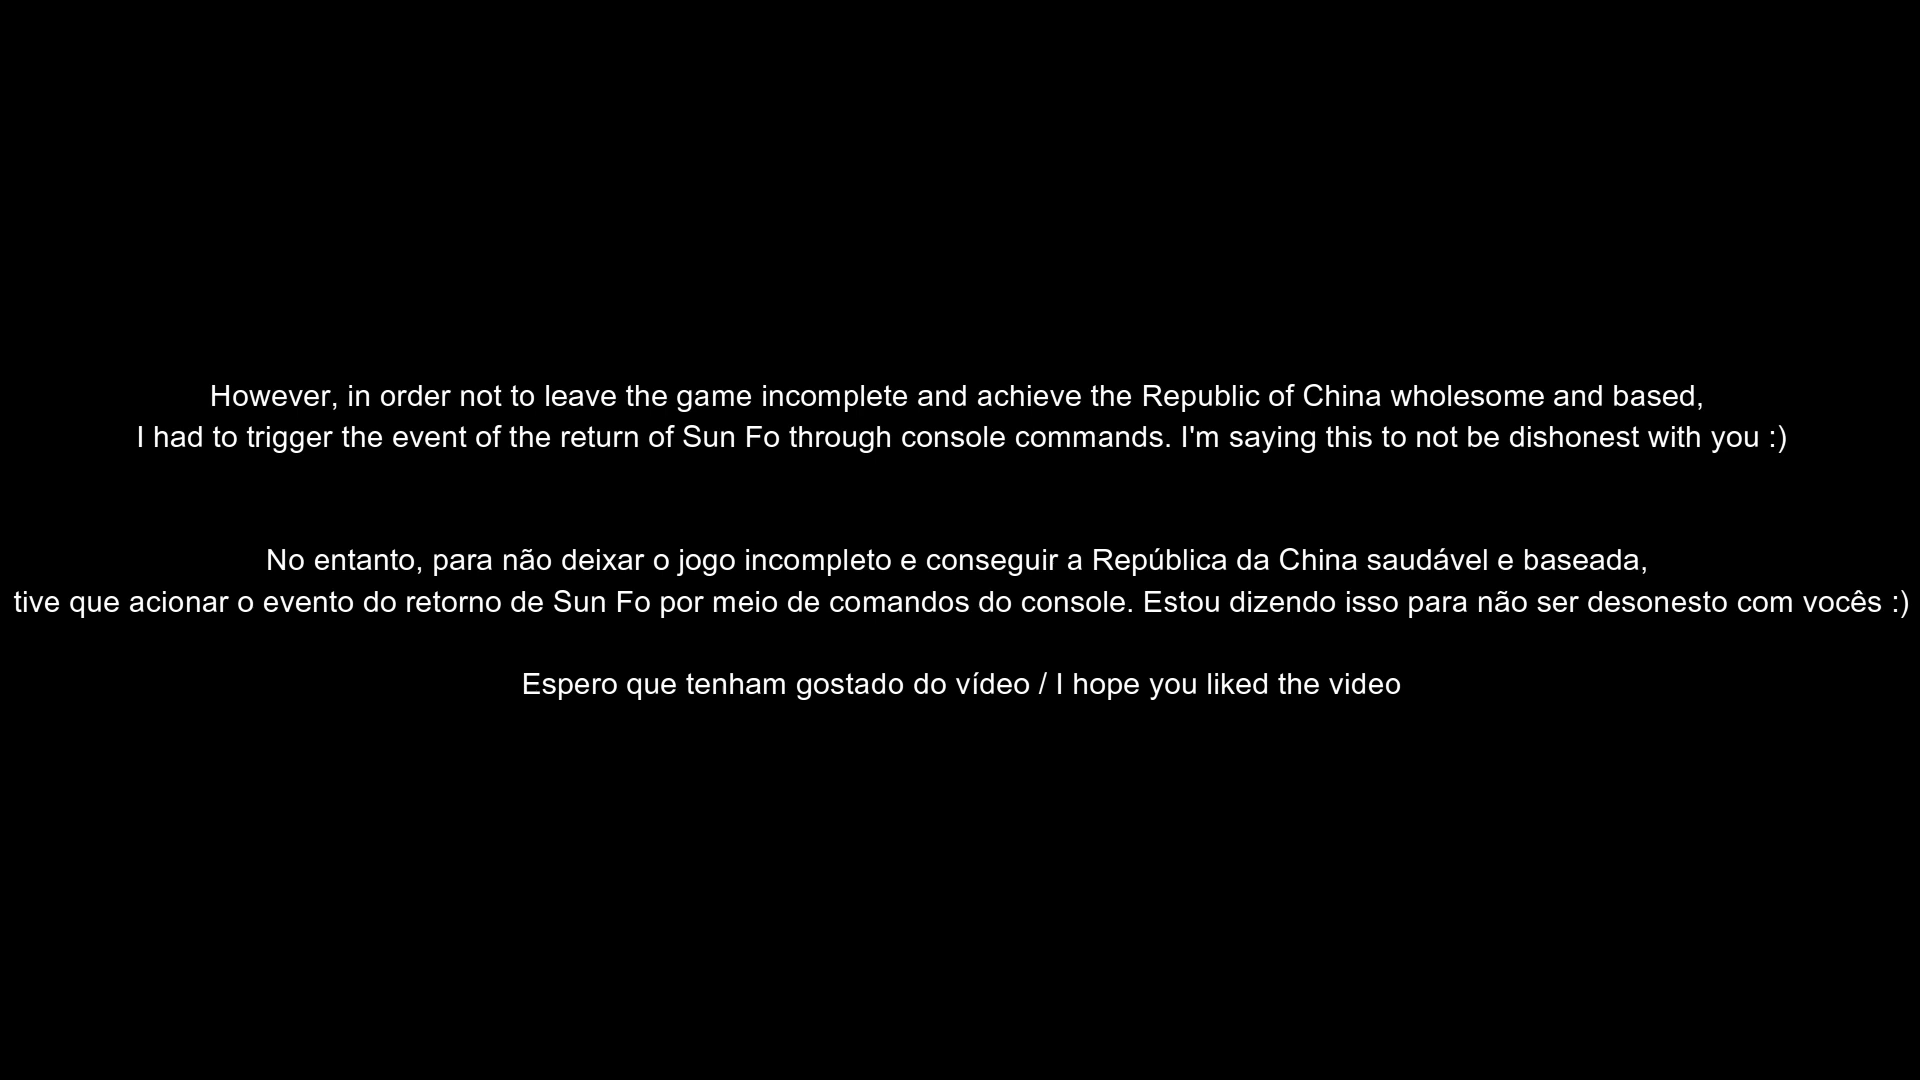 However, in order not to leave the game incomplete and achieve the Republic of China wholesome and based,
I had to trigger the event of the return of Sun Fo through console commands. I'm saying this to not be dishonest with you :)
No entanto, para não deixar o jogo incompleto e conseguir a República da China saudável e baseada,
tive que acionar o evento do retorno de Sun Fo por meio de comandos do console. Estou dizendo isso para não ser desonesto com vocês :)
Espero que tenham gostado do vídeo / I hope you liked the video